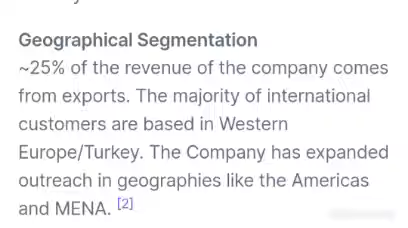 Geographical Segmentation
~25% of the revenue of the company comes
from exports. The majority of international
customers are based in Western
Europe/Turkey. The Company has expanded
outreach in geographies like the Americas
and MENA. [2]